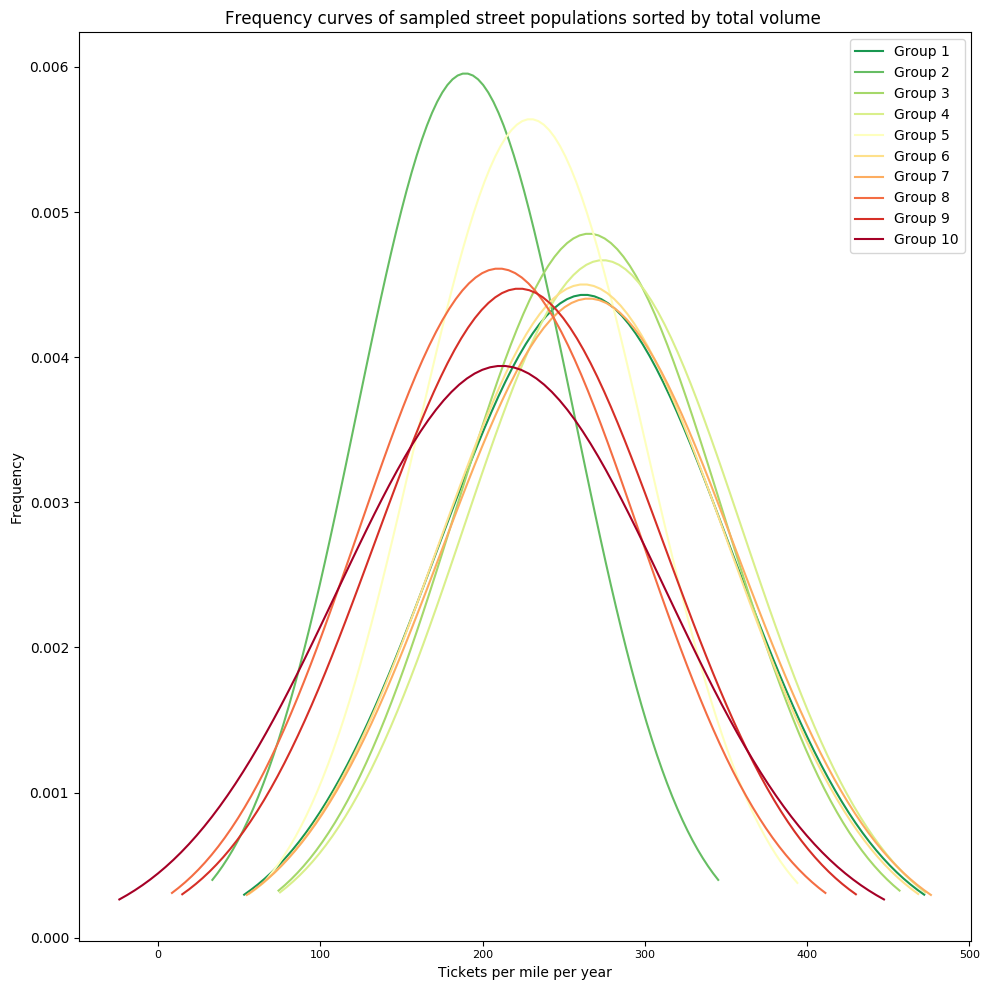 Frequency curves of sampled street populations sorted by total volume
Group 1
Group 2
Group 3
Group 4
Group 5
Group 6
Group 7
Group 8
Group 9
Group 10
0.006
0.005
0.004
0.003
0.002
0.001
0.000
Frequency
0 100 200 300 400 500
Tickets per mile per year